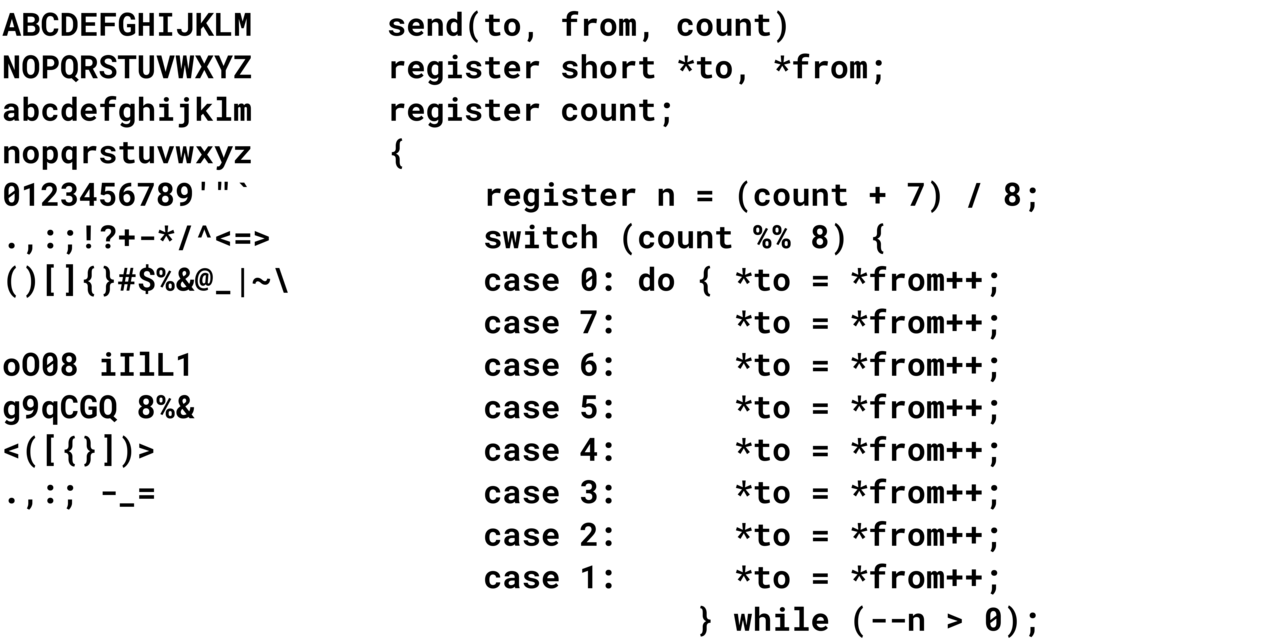 ABCDEFGHIJKLM
NOPQRSTUVWXYZ
abcdefghijklm
nopqrstuvwxyz
0123456789'"`
.,:;!?+-*/^<=>
()[]{}#$%&@_|~\
oO08 iIlL1
g9qCGQ 8%&
<([{}])>
.,:; -_=
send(to, from, count)
register short *to, *from;
register count;
{
     register n = (count + 7) / 8;
     switch (count %% 8) {
     case 0: do { *to = *from++;
     case 7:      *to = *from++;
     case 6:      *to = *from++;
     case 5:      *to = *from++;
     case 4:      *to = *from++;
     case 3:      *to = *from++;
     case 2:      *to = *from++;
     case 1:      *to = *from++;
                } while (--n > 0);